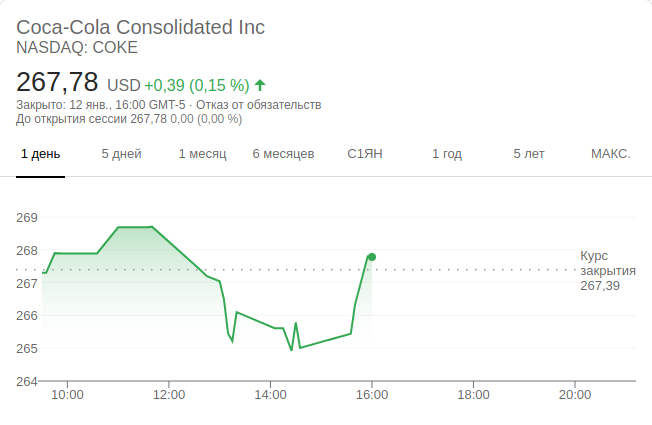 Coca-Cola Consolidated Inc
NASDAQ: COKE
267,78 USD +0,39 (0,15 %)
Закрыто: 12 янв., 16:00 GMT-5 · Отказ от обязательств
До открытия сессии 267,78 0,00 (0,00 %)
1 день 5 дней 1 месяц 6 месяцев С1ЯН 1 год 5 лет МАКС.
269
268
267
266
265
264
Курс
закрытия
267,39
10:00 12:00 14:00 16:00 18:00 20:00